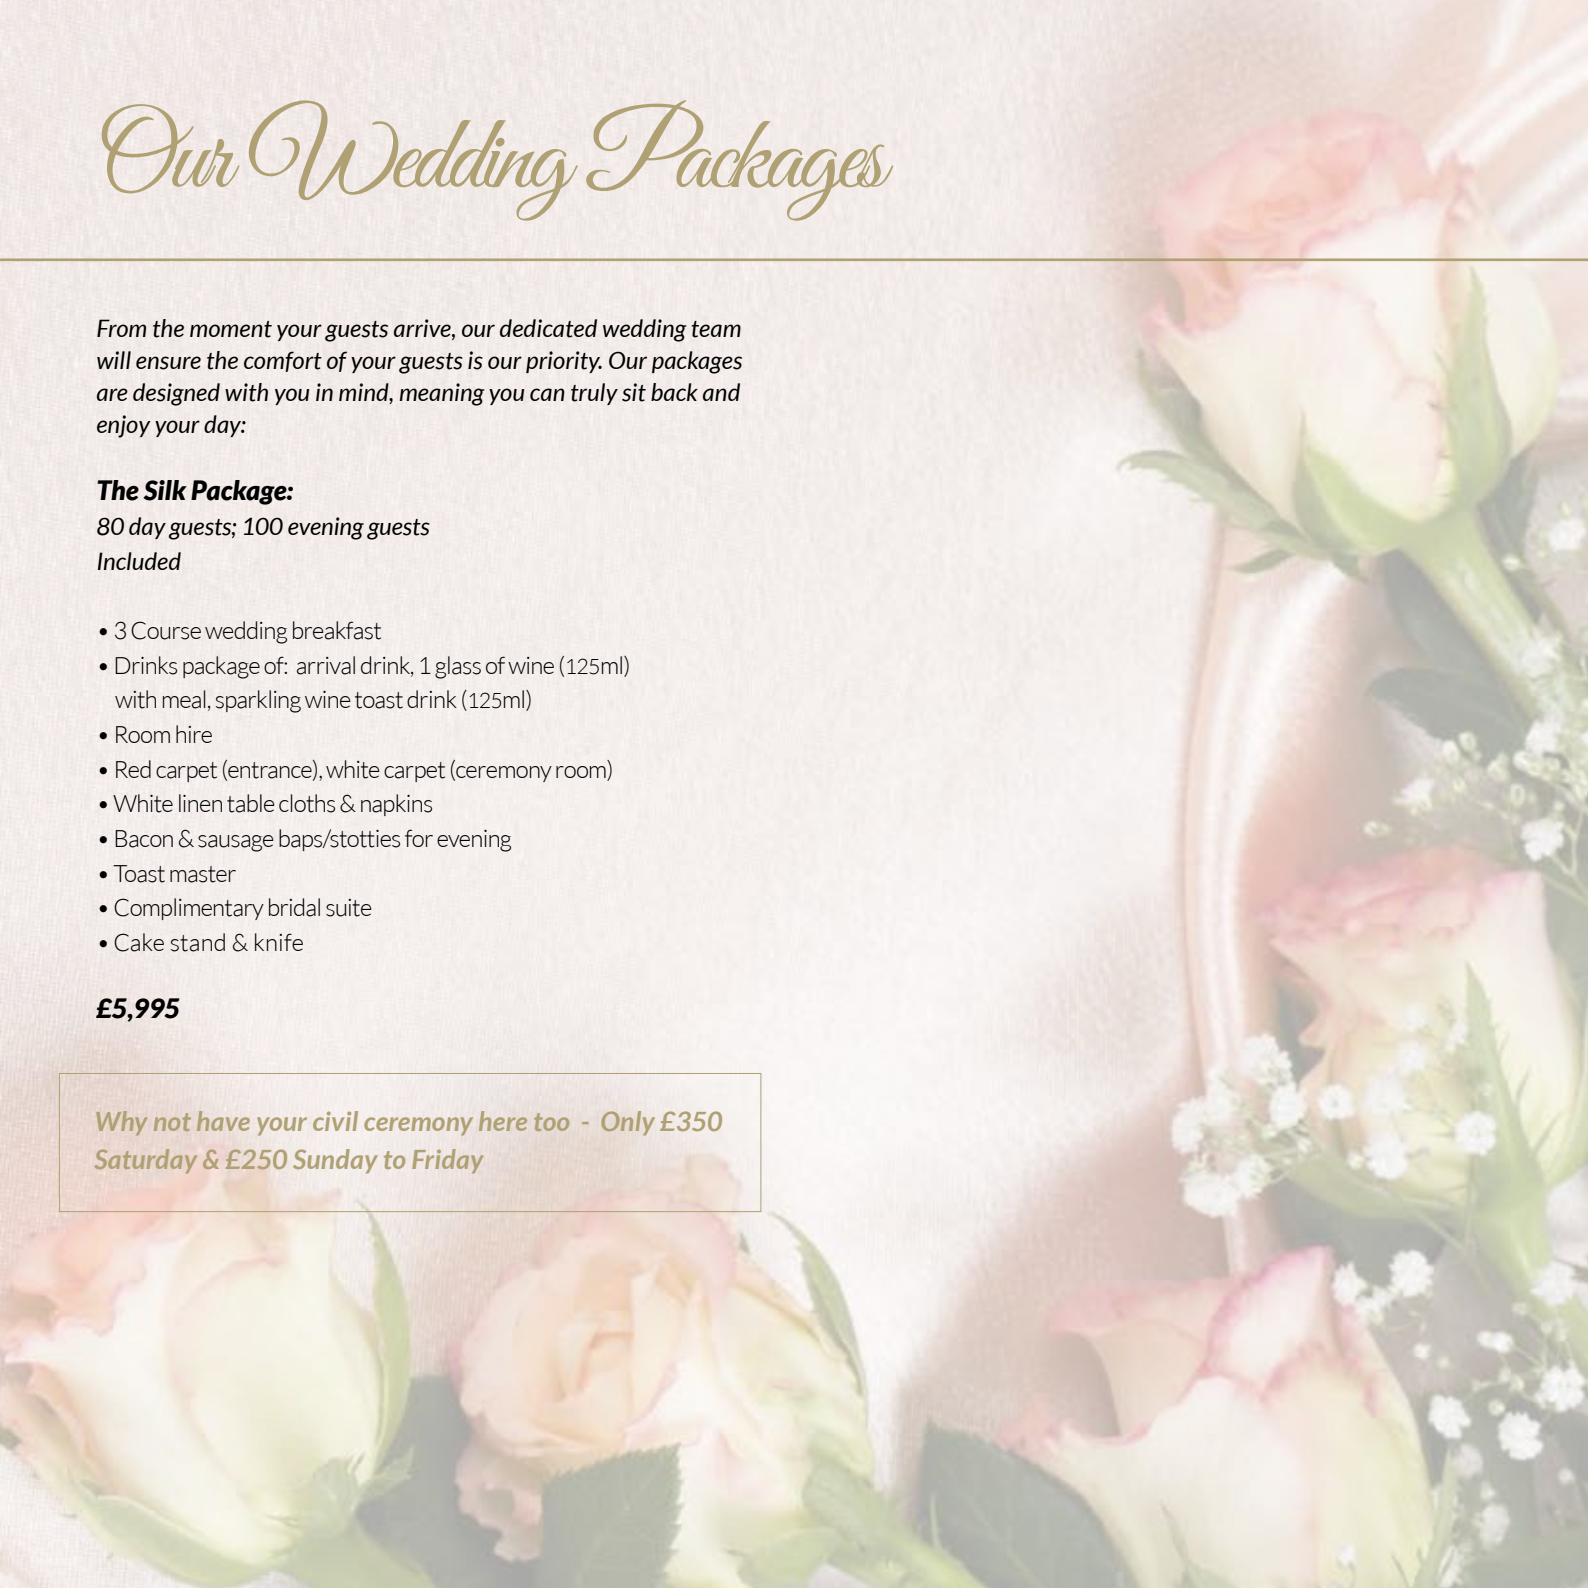 Our Wedding Packages
From the moment your guests arrive, our dedicated wedding team
will ensure the comfort of your guests is our priority. Our packages
are designed with you in mind, meaning you can truly sit back and
enjoy your day:
The Silk Package:
80 day guests; 100 evening guests
Included
• 3 Course wedding breakfast
• Drinks package of:  arrival drink, 1 glass of wine (125ml)
with meal, sparkling wine toast drink (125ml)
• Room hire
• Red carpet (entrance), white carpet (ceremony room)
• White linen table cloths & napkins
• Bacon & sausage baps/stotties for evening
• Toast master
• Complimentary bridal suite
• Cake stand & knife
£5,995
Why not have your civil ceremony here too  -  Only £350
Saturday & £250 Sunday to Friday